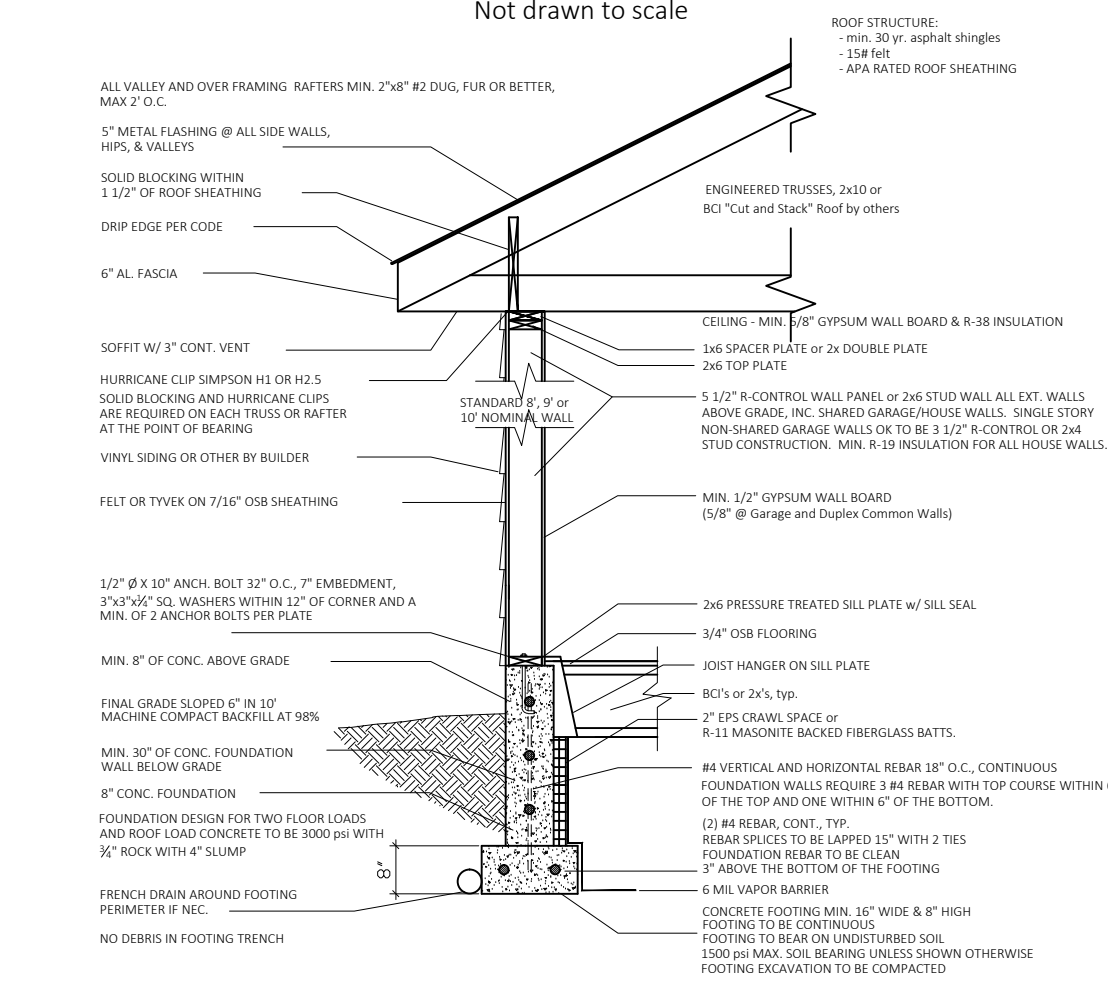 Not drawn to scale
ROOF STRUCTURE:
- min. 30 yr. asphalt shingles
- 15# felt
- APA RATED ROOF SHEATHING
ALL VALLEY AND OVER FRAMING RAFTERS MIN. 2"x8" #2 DUG, FUR OR BETTER,
MAX 2' O.C.
5" METAL FLASHING @ ALL SIDE WALLS,
HIPS, & VALLEYS
SOLID BLOCKING WITHIN
1 1/2" OF ROOF SHEATHING
DRIP EDGE PER CODE
6" AL. FASCIA
SOFFIT W/ 3" CONT. VENT
HURRICANE CLIP SIMPSON H1 OR H2.5
SOLID BLOCKING AND HURRICANE CLIPS
ARE REQUIRED ON EACH TRUSS OR RAFTER
AT THE POINT OF BEARING
VINYL SIDING OR OTHER BY BUILDER
FELT OR TYVEK ON 7/16" OSB SHEATHING
1/2" Ø X 10" ANCH. BOLT 32" O.C., 7" EMBEDMENT,
3"x3"x¼" SQ. WASHERS WITHIN 12" OF CORNER AND A
MIN. OF 2 ANCHOR BOLTS PER PLATE
MIN. 8" OF CONC. ABOVE GRADE
FINAL GRADE SLOPED 6" IN 10'
MACHINE COMPACT BACKFILL AT 98%
MIN. 30" OF CONC. FOUNDATION
WALL BELOW GRADE
8" CONC. FOUNDATION
FOUNDATION DESIGN FOR TWO FLOOR LOADS
AND ROOF LOAD CONCRETE TO BE 3000 psi WITH
¾" ROCK WITH 4" SLUMP
8"
FRENCH DRAIN AROUND FOOTING
PERIMETER IF NEC.
NO DEBRIS IN FOOTING TRENCH
STANDARD 8', 9' or
10' NOMINAL WALL
ENGINEERED TRUSSES, 2x10 or
BCI "Cut and Stack" Roof by others
CEILING - MIN. 5/8" GYPSUM WALL BOARD & R-38 INSULATION
1x6 SPACER PLATE or 2x DOUBLE PLATE
2x6 TOP PLATE
5 1/2" R-CONTROL WALL PANEL or 2x6 STUD WALL ALL EXT. WALLS
ABOVE GRADE, INC. SHARED GARAGE/HOUSE WALLS. SINGLE STORY
NON-SHARED GARAGE WALLS OK TO BE 3 1/2" R-CONTROL OR 2x4
STUD CONSTRUCTION. MIN. R-19 INSULATION FOR ALL HOUSE WALLS.
MIN. 1/2" GYPSUM WALL BOARD
(5/8" @ Garage and Duplex Common Walls)
2x6 PRESSURE TREATED SILL PLATE w/ SILL SEAL
3/4" OSB FLOORING
JOIST HANGER ON SILL PLATE
BCI's or 2x's, typ.
2" EPS CRAWL SPACE or
R-11 MASONITE BACKED FIBERGLASS BATTS.
#4 VERTICAL AND HORIZONTAL REBAR 18" O.C., CONTINUOUS
FOUNDATION WALLS REQUIRE 3 #4 REBAR WITH TOP COURSE WITHIN
OF THE TOP AND ONE WITHIN 6" OF THE BOTTOM.
(2) #4 REBAR, CONT., TYP.
REBAR SPLICES TO BE LAPPED 15" WITH 2 TIES
FOUNDATION REBAR TO BE CLEAN
3" ABOVE THE BOTTOM OF THE FOOTING
6 MIL VAPOR BARRIER
CONCRETE FOOTING MIN. 16" WIDE & 8" HIGH
FOOTING TO BE CONTINUOUS
FOOTING TO BEAR ON UNDISTURBED SOIL
1500 psi MAX. SOIL BEARING UNLESS SHOWN OTHERWISE
FOOTING EXCAVATION TO BE COMPACTED